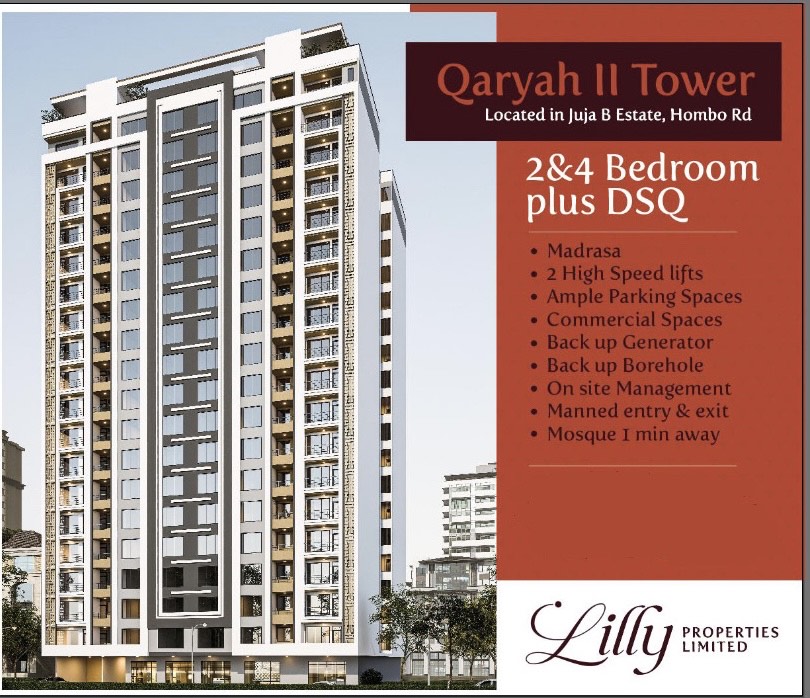 Qaryah II Tower
Located in Juja B Estate, Hombo Rd
2&4 Bedroom
plus DSQ
• Madrasa
• 2 High Speed lifts
• Ample Parking Spaces
• Commercial Spaces
• Back up Generator
• Back up Borehole
• On site Management
• Manned entry & exit
• Mosque 1 min away
Lilly PROPERTIES
LIMITED